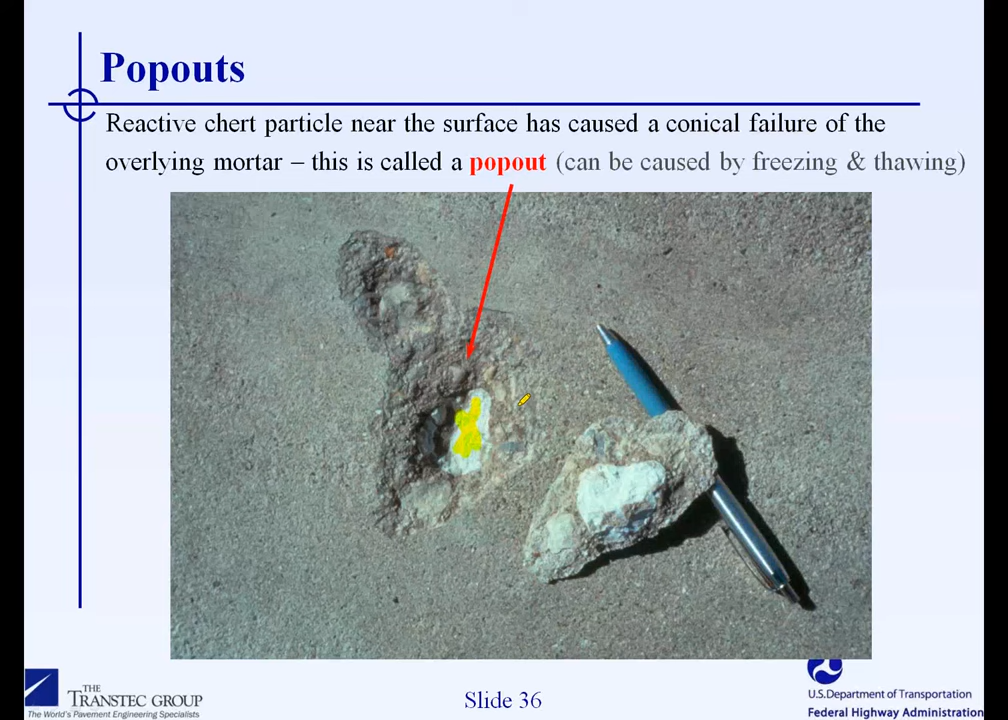 Popouts
Reactive chert particle near the surface has caused a conical failure of the
overlying mortar – this is called a popout (can be caused by freezing & thawing)
THE
TRANSTEC GROUP
The World's Pavement Engineering Specialists
Slide 36
U.S.Department of Transportation
Federal Highway Administration